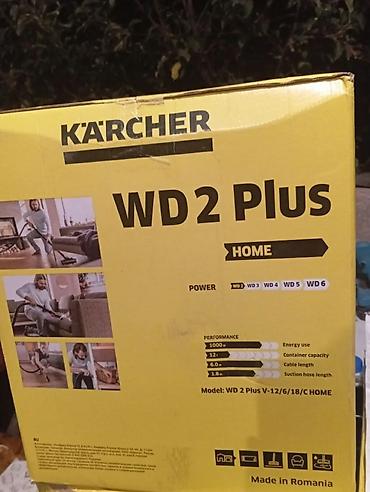 KÄRCHER
WD 2 Plus
HOME
POWER WD 2 WD 3 WD 4 WD 5 WD 6
PERFORMANCE
1000 W Energy use
12 l Container capacity
6.0 m Cable length
1.8 m Suction hose length
Model: WD 2 Plus V-12/6/18/C HOME
RU
Made in Romania